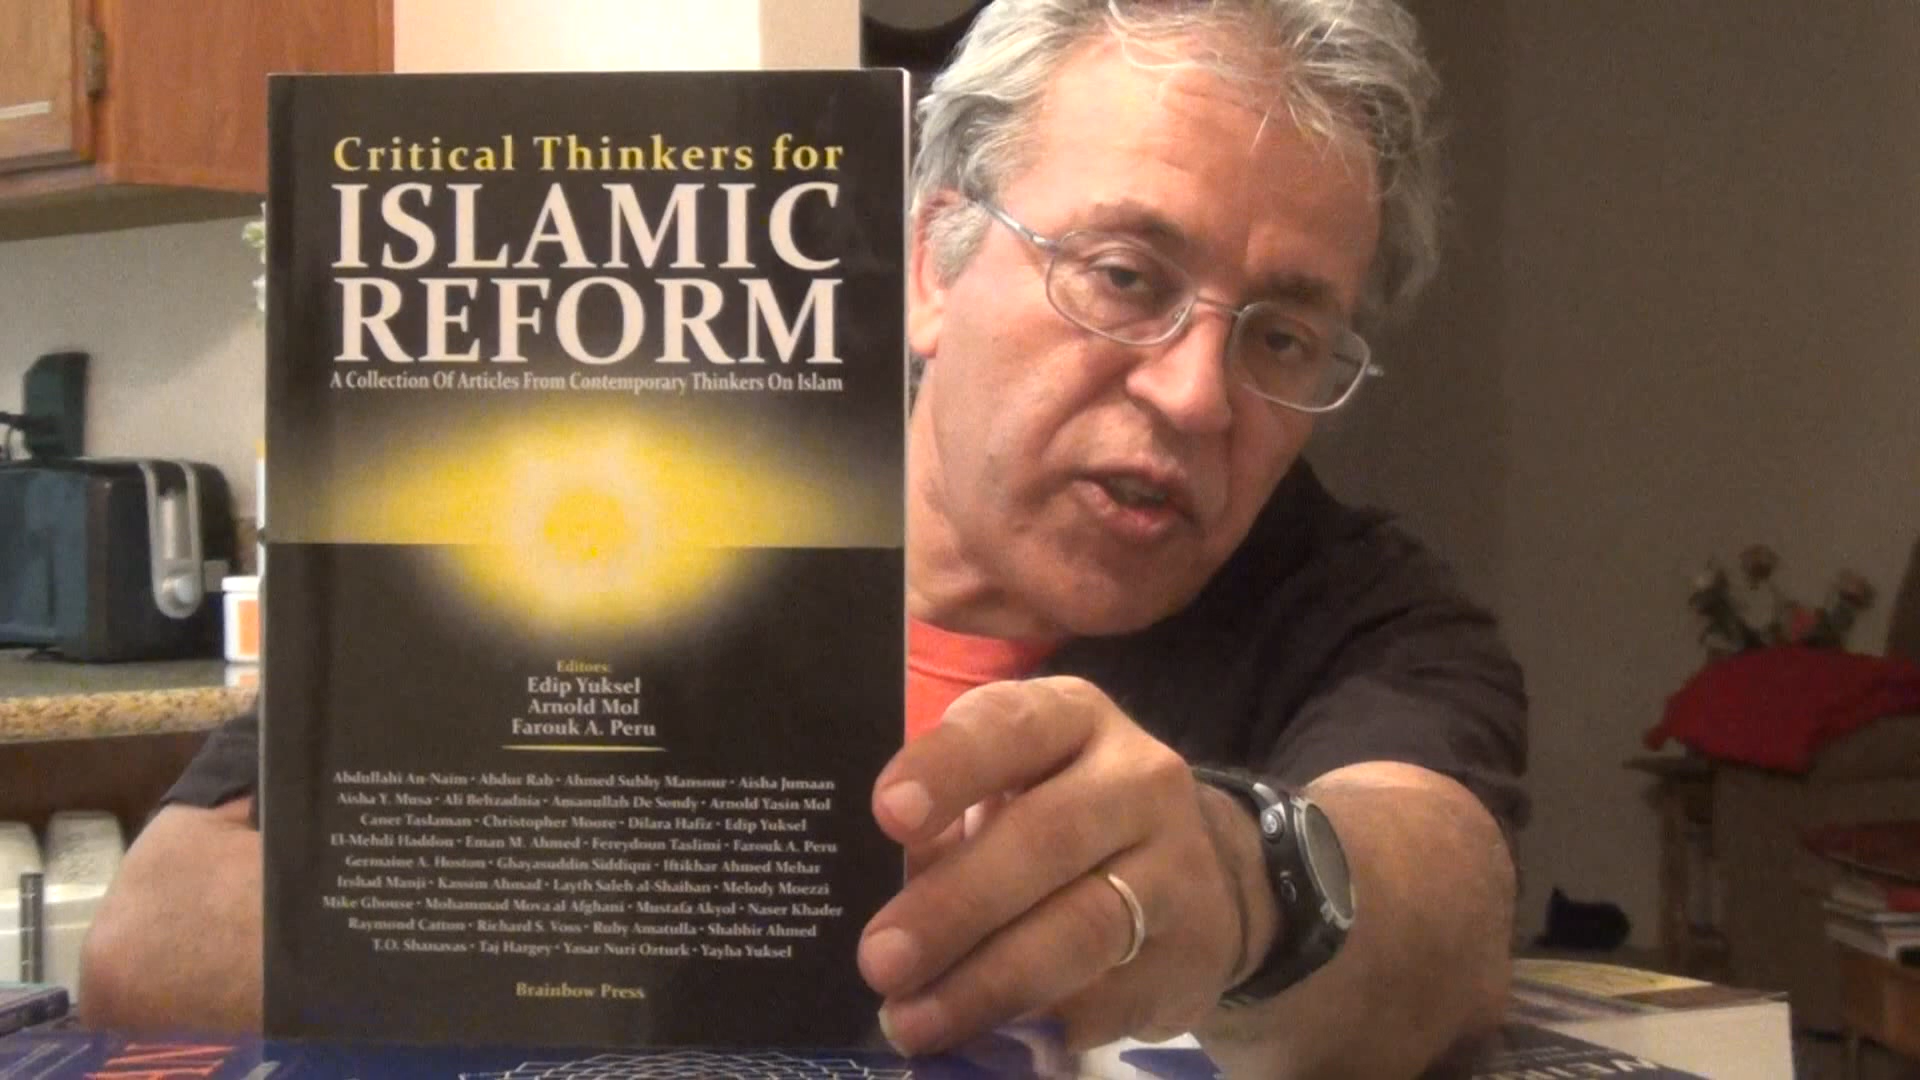 Critical Thinkers for
ISLAMIC
REFORM
A Collection Of Articles From Contemporary Thinkers On Islam
Editors:
Edip Yuksel
Arnold Mol
Farouk A. Peru
Abdullahi An-Naim • Abdur Rab • Ahmed Subhy Mansour • Aisha Jumaan
Aisha Y. Musa • Ali Behzadnia • Amanullah De Sondy • Arnold Yasin Mol
Caner Taslaman • Christopher Moore • Dilara Hafiz • Edip Yuksel
El-Mehdi Haddou • Eman M. Ahmed • Fereydoun Taslimi • Farouk A. Peru
Germaine A. Hoston • Ghayasuddin Siddiqui • Iftikhar Ahmed Mehar
Irshad Manji • Kassim Ahmad • Layth Saleh al-Shaiban • Melody Moezzi
Mike Ghouse • Mohammad Mova al Afghani • Mustafa Akyol • Naser Khader
Raymond Catton • Richard S. Voss • Ruby Amatulla • Shabbir Ahmed
T.O. Shanavas • Taj Hargey • Yasar Nuri Ozturk • Yayha Yuksel
Brainbow Press